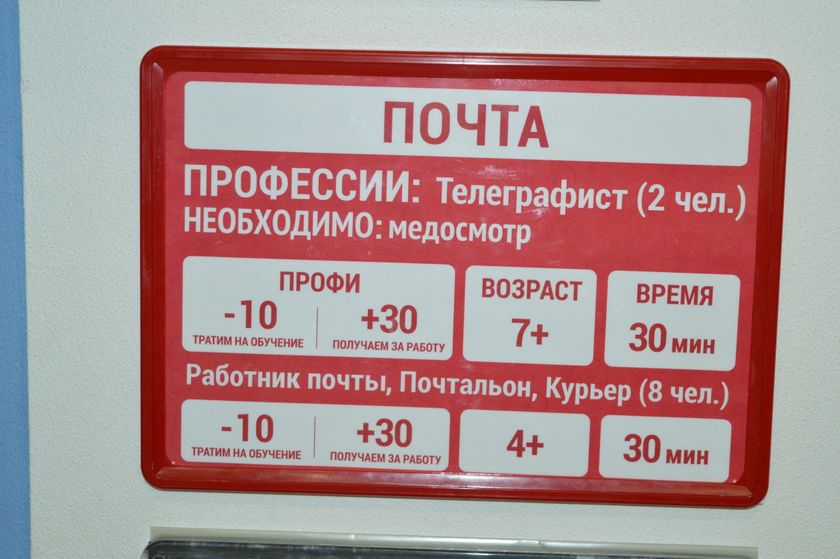 ПОЧТА
ПРОФЕССИИ: Телеграфист (2 чел.)
НЕОБХОДИМО: медосмотр
ПРОФИ ВОЗРАСТ ВРЕМЯ
-10 +30 7+ 30 мин
ТРАТИМ НА ОБУЧЕНИЕ ПОЛУЧАЕМ ЗА РАБОТУ
Работник почты, Почтальон, Курьер (8 чел.)
-10 +30 4+ 30 мин
ТРАТИМ НА ОБУЧЕНИЕ ПОЛУЧАЕМ ЗА РАБОТУ